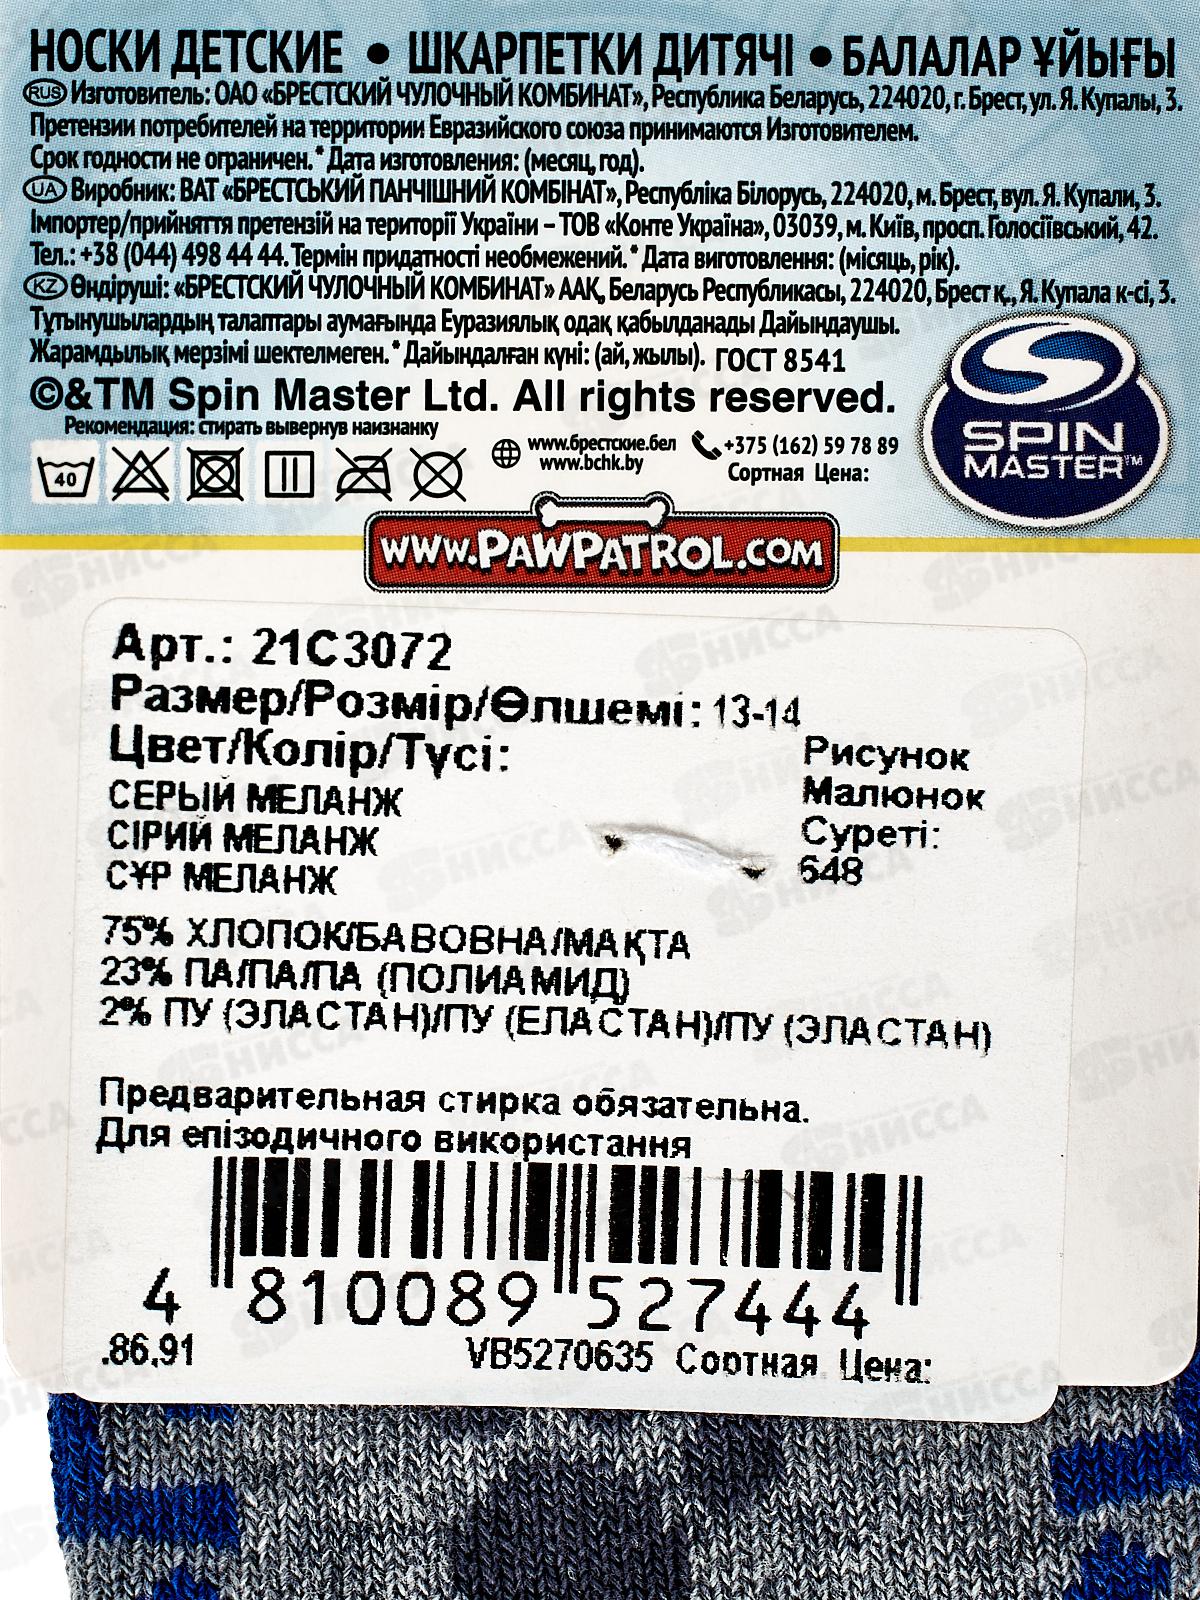 НОСКИ ДЕТСКИЕ • ШКАРПЕТКИ ДИТЯЧІ • БАЛАЛАР ҰЙЫҒЫ
RUS Изготовитель: ОАО «БРЕСТСКИЙ ЧУЛОЧНЫЙ КОМБИНАТ», Республика Беларусь, 224020, г. Брест, ул. Я. Купалы, 3.
Претензии потребителей на территории Евразийского союза принимаются Изготовителем.
Срок годности не ограничен.* Дата изготовления: (месяц, год).
UA Виробник: ВАТ «БРЕСТСЬКИЙ ПАНЧІШНИЙ КОМБІНАТ», Республіка Білорусь, 224020, м. Брест, вул. Я. Купали, 3.
Імпортер/прийняття претензій на території України – ТОВ «Конте Україна», 03039, м. Київ, просп. Голосіївський, 42.
Тел.: +38 (044) 498 44 44. Термін придатності необмежений.* Дата виготовлення: (місяць, рік).
KZ Өндіруші: «БРЕСТСКИЙ ЧУЛОЧНЫЙ КОМБИНАТ» ААҚ, Беларусь Республикасы, 224020, Брест қ., Я. Купала к-сі, 3.
Тұтынушылардың талаптары аумағында Еуразиялық одақ қабылданады Дайындаушы.
Жарамдылық мерзімі шектелмеген.* Дайындалған күні: (ай, жылы). ГОСТ 8541
©&TM Spin Master Ltd. All rights reserved.
SPIN
MASTER™
Рекомендация: стирать вывернув наизнанку
40
www.брестские.бел
www.bchk.by
+375 (162) 59 78 89
Сортная Цена:
WWW.PAWPATROL.COM
Арт.: 21С3072
Размер/Розмір/Өлшемі: 13-14
Цвет/Колір/Түсі:
СЕРЫЙ МЕЛАНЖ
СІРИЙ МЕЛАНЖ
СҰР МЕЛАНЖ
Рисунок
Малюнок
Суреті:
648
75% ХЛОПОК/БАВОВНА/МАҚТА
23% ПА/ПА/ПА (ПОЛИАМИД)
2% ПУ (ЭЛАСТАН)/ПУ (ЕЛАСТАН)/ПУ (ЭЛАСТАН)
Предварительная стирка обязательна.
Для епізодичного використання
4 810089 527444
.86.91
VB5270635 Сортная Цена: